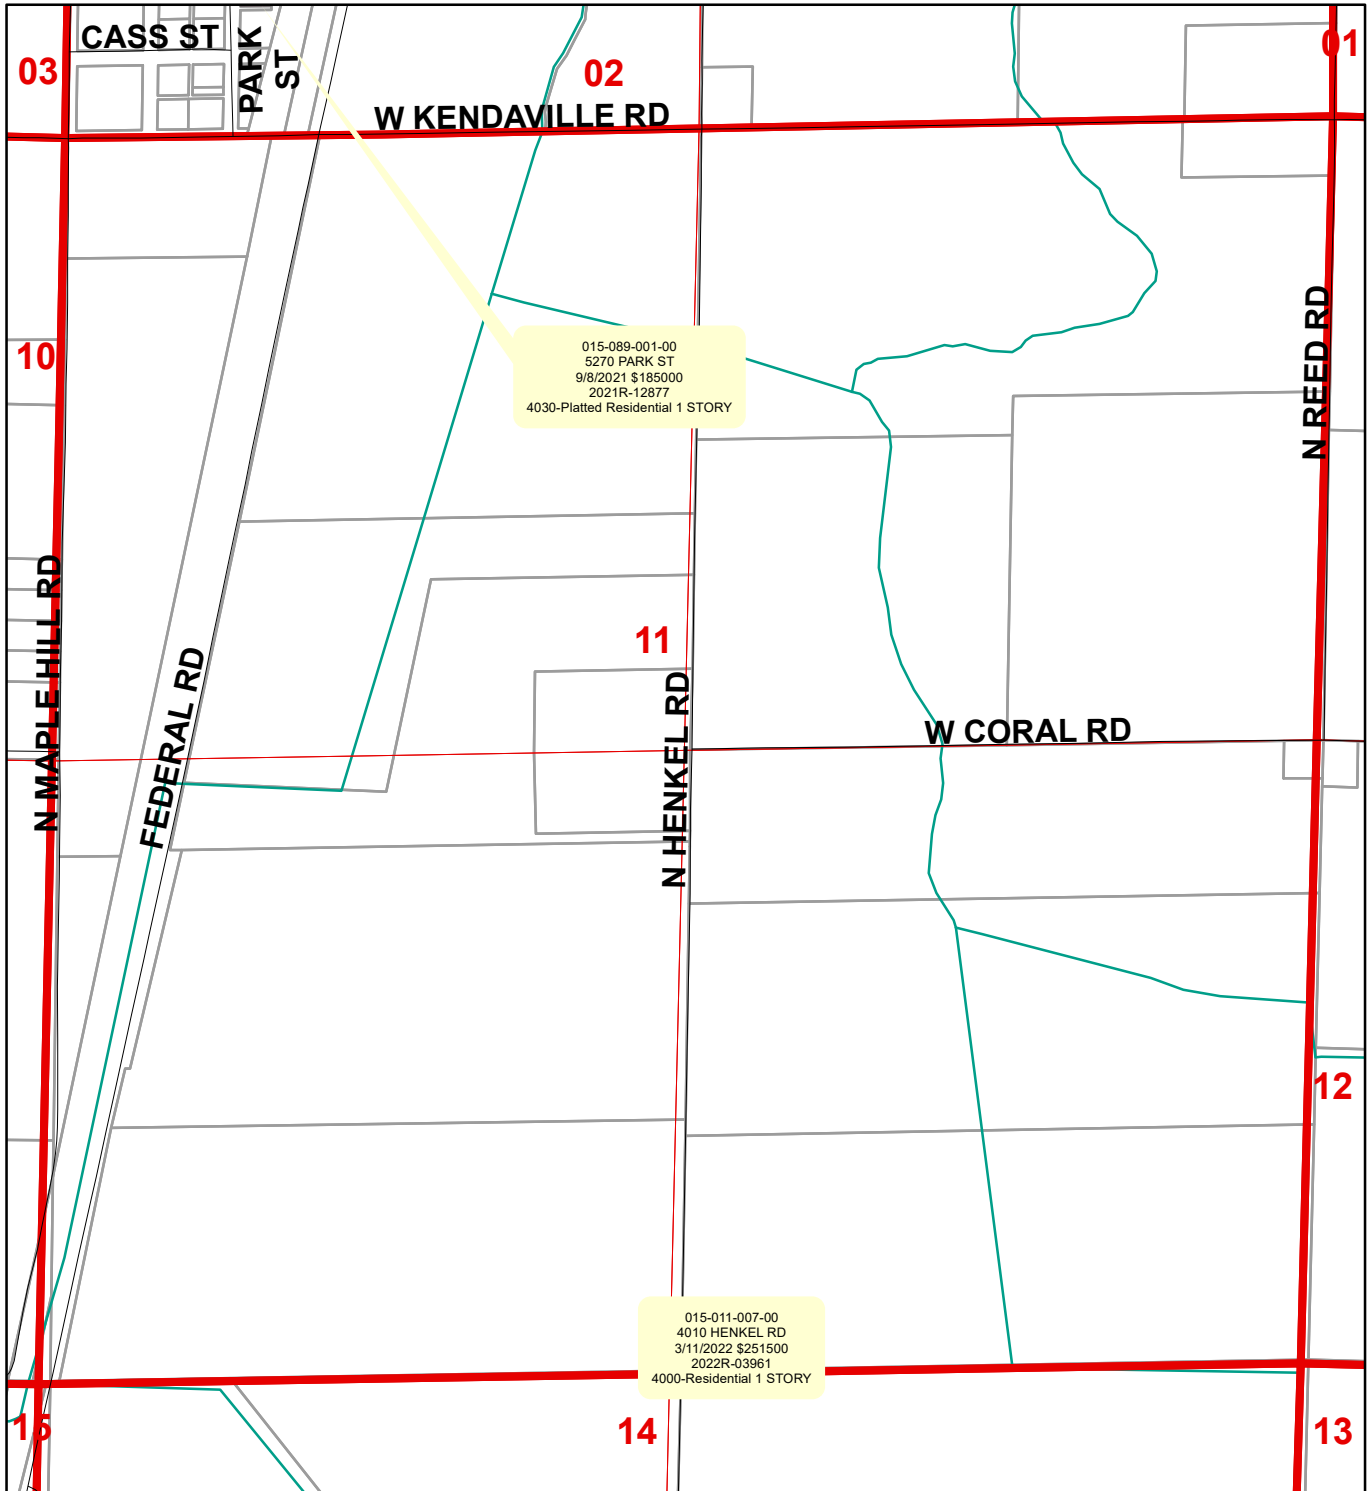 CASS ST
PARK
ST
03
02
01
W KENDAVILLE RD
10
015-089-001-00
5270 PARK ST
9/8/2021 $185000
2021R-12877
4030-Platted Residential 1 STORY
N REED RD
N MAPLE HILL RD
FEDERAL RD
11
N HENKEL RD
W CORAL RD
12
015-011-007-00
4010 HENKEL RD
3/11/2022 $251500
2022R-03961
4000-Residential 1 STORY
15
14
13